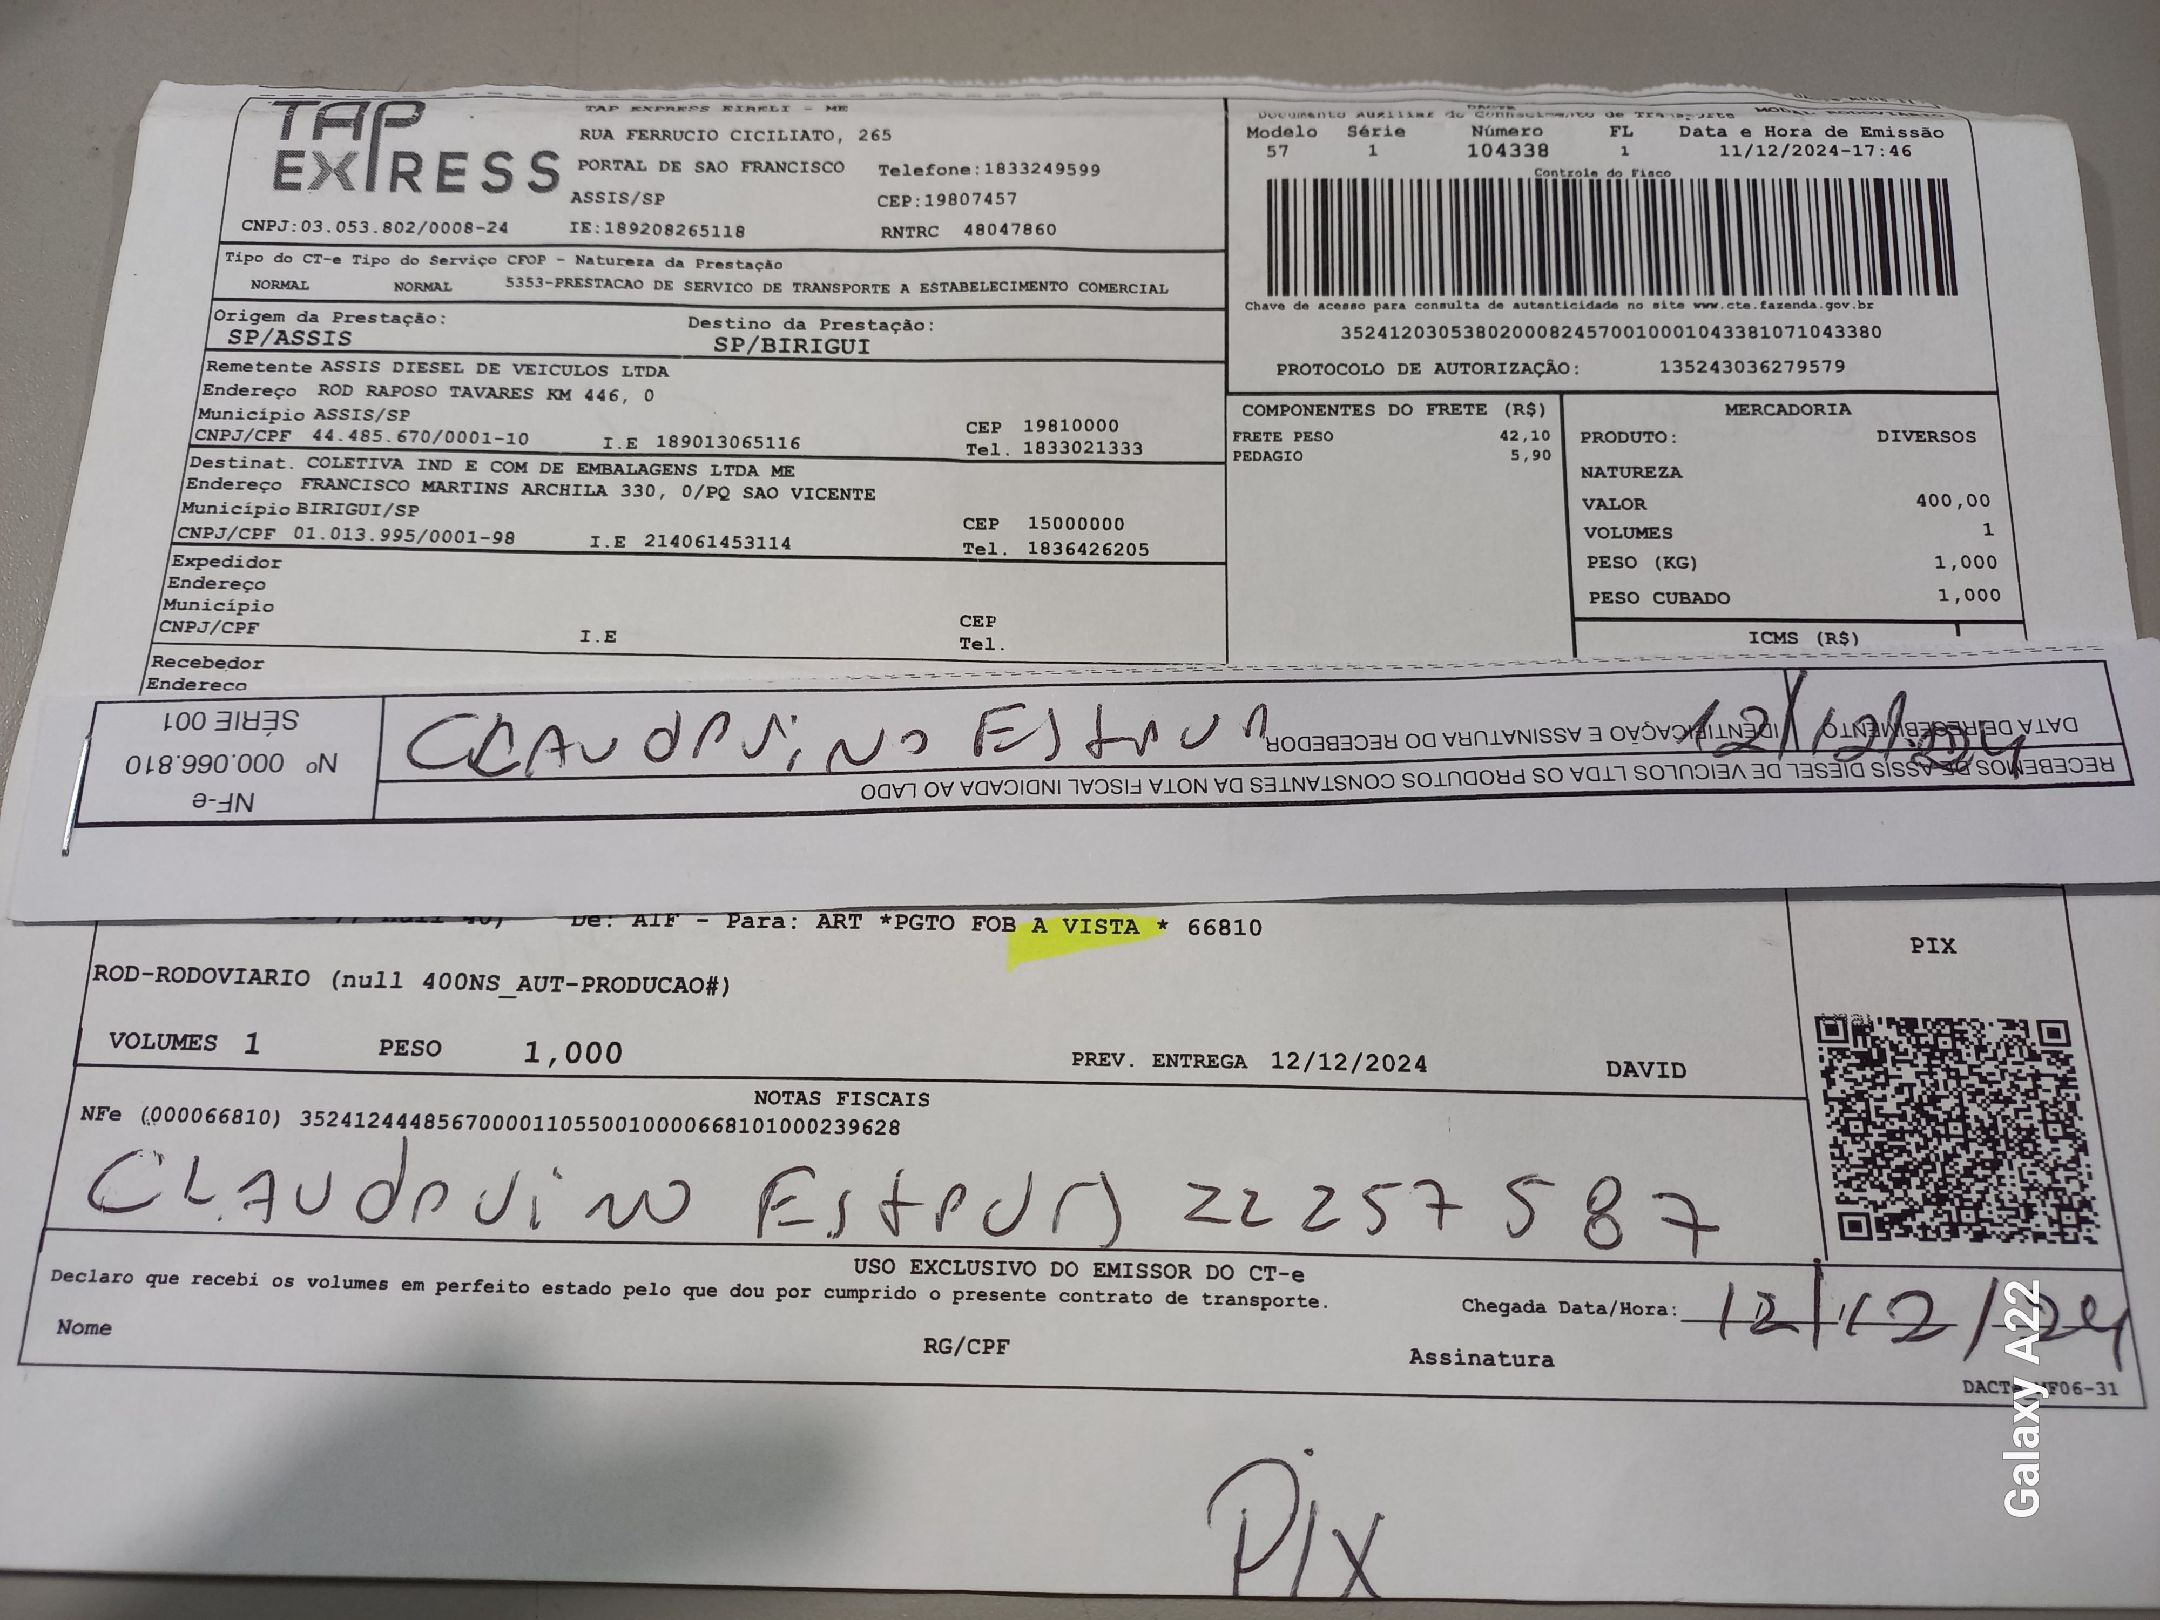 TAP EXPRESS
TAP EXPRESS EIRELI - ME
RUA FERRUCIO CICILIATO, 265
PORTAL DE SAO FRANCISCO Telefone:1833249599
ASSIS/SP CEP:19807457
CNPJ:03.053.802/0008-24 IE:189208265118 RNTRC 48047860
DACTE
Documento Auxiliar do Conhecimento de Transporte MODAL RODOVIARIO
Modelo Série Número FL Data e Hora de Emissão
57 1 104338 1 11/12/2024-17:46
Controle do Fisco
Chave de acesso para consulta de autenticidade no site www.cte.fazenda.gov.br
35241203053802000824570010001043381071043380
PROTOCOLO DE AUTORIZAÇÃO: 135243036279579
Tipo do CT-e Tipo do Serviço CFOP - Natureza da Prestação
NORMAL NORMAL 5353-PRESTACAO DE SERVICO DE TRANSPORTE A ESTABELECIMENTO COMERCIAL
Origem da Prestação: Destino da Prestação:
SP/ASSIS SP/BIRIGUI
Remetente ASSIS DIESEL DE VEICULOS LTDA
Endereço ROD RAPOSO TAVARES KM 446, 0
Município ASSIS/SP CEP 19810000
CNPJ/CPF 44.485.670/0001-10 I.E 189013065116 Tel. 1833021333
Destinat. COLETIVA IND E COM DE EMBALAGENS LTDA ME
Endereço FRANCISCO MARTINS ARCHILA 330, 0/PQ SAO VICENTE
Município BIRIGUI/SP CEP 15000000
CNPJ/CPF 01.013.995/0001-98 I.E 214061453114 Tel. 1836426205
Expedidor
Endereço
Município CEP
CNPJ/CPF I.E Tel.
Recebedor
Endereço
COMPONENTES DO FRETE (R$)
FRETE PESO 42,10
PEDAGIO 5,90
MERCADORIA
PRODUTO: DIVERSOS
NATUREZA
VALOR 400,00
VOLUMES 1
PESO (KG) 1,000
PESO CUBADO 1,000
ICMS (R$)
RECEBEMOS DE ASSIS DIESEL DE VEICULOS LTDA OS PRODUTOS CONSTANTES DA NOTA FISCAL INDICADA AO LADO
DATA DE RECEBIMENTO IDENTIFICAÇÃO E ASSINATURA DO RECEBEDOR
NF-e
Nº 000.066.810
SÉRIE 001
12/12/24
De: AIF - Para: ART *PGTO FOB A VISTA * 66810
PIX
ROD-RODOVIARIO (null 400NS_AUT-PRODUCAO#)
VOLUMES 1 PESO 1,000 PREV. ENTREGA 12/12/2024 DAVID
NOTAS FISCAIS
NFe (000066810) 35241244485670000110550010000668101000239628
22257587
USO EXCLUSIVO DO EMISSOR DO CT-e
Declaro que recebi os volumes em perfeito estado pelo que dou por cumprido o presente contrato de transporte.
Chegada Data/Hora: 12/12/24
Nome RG/CPF Assinatura
PIX
Galaxy A22